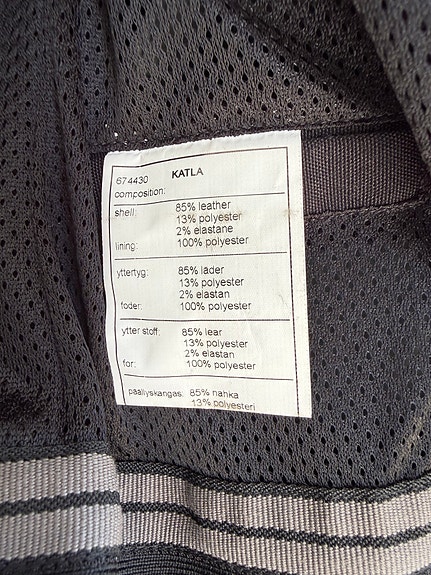 674430 KATLA
composition:
shell: 85% leather
13% polyester
2% elastane
lining: 100% polyester
yttertyg: 85% läder
13% polyester
2% elastan
foder: 100% polyester
ytter stoff: 85% lear
13% polyester
2% elastan
for: 100% polyester
päällyskangas: 85% nahka
13% polyesteri